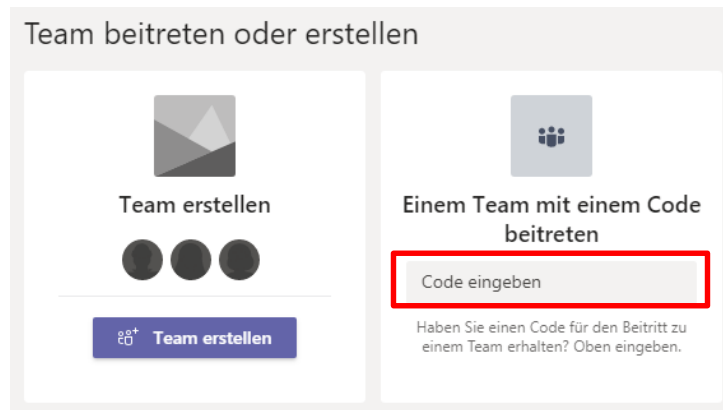 Team beitreten oder erstellen
Team erstellen
Team erstellen
Einem Team mit einem Code
beitreten
Code eingeben
Haben Sie einen Code für den Beitritt zu
einem Team erhalten? Oben eingeben.